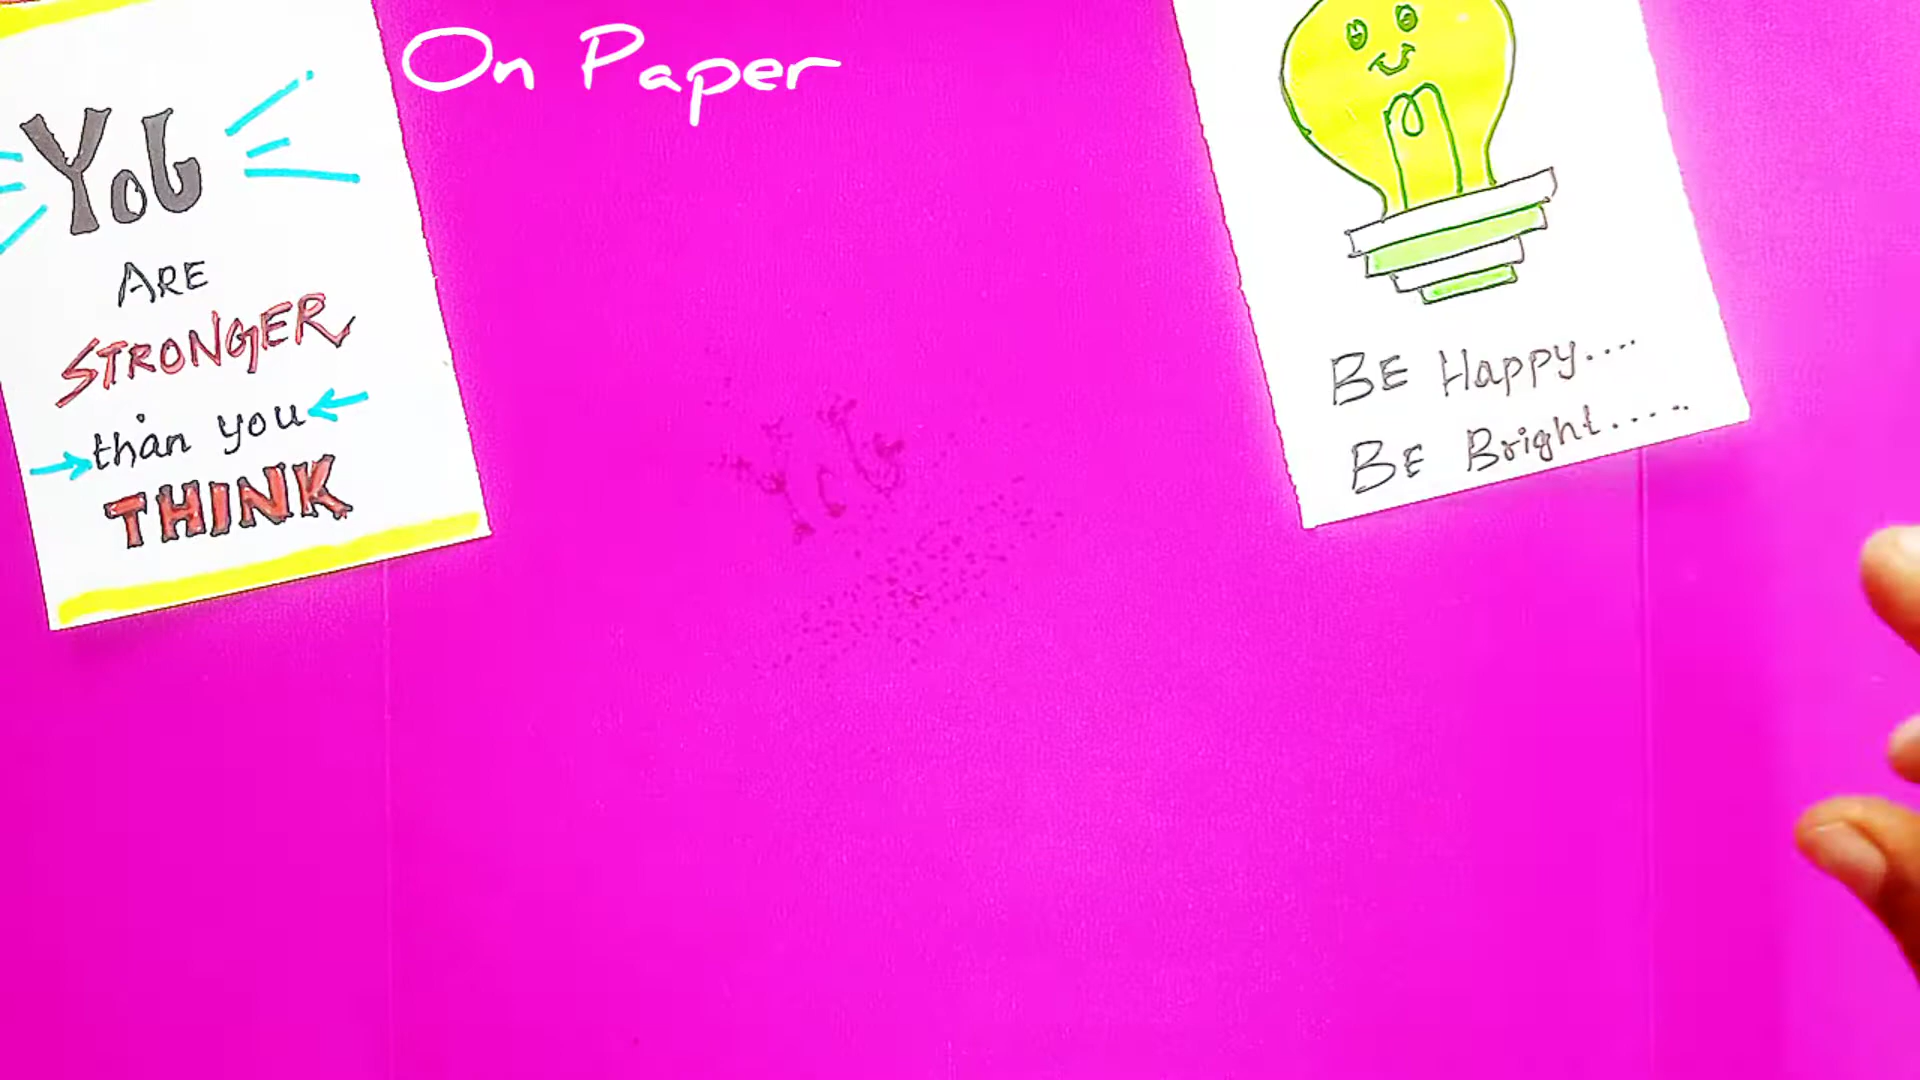 On Paper
YOU
ARE
STRONGER
than you
THINK
BE Happy....
BE Bright.....